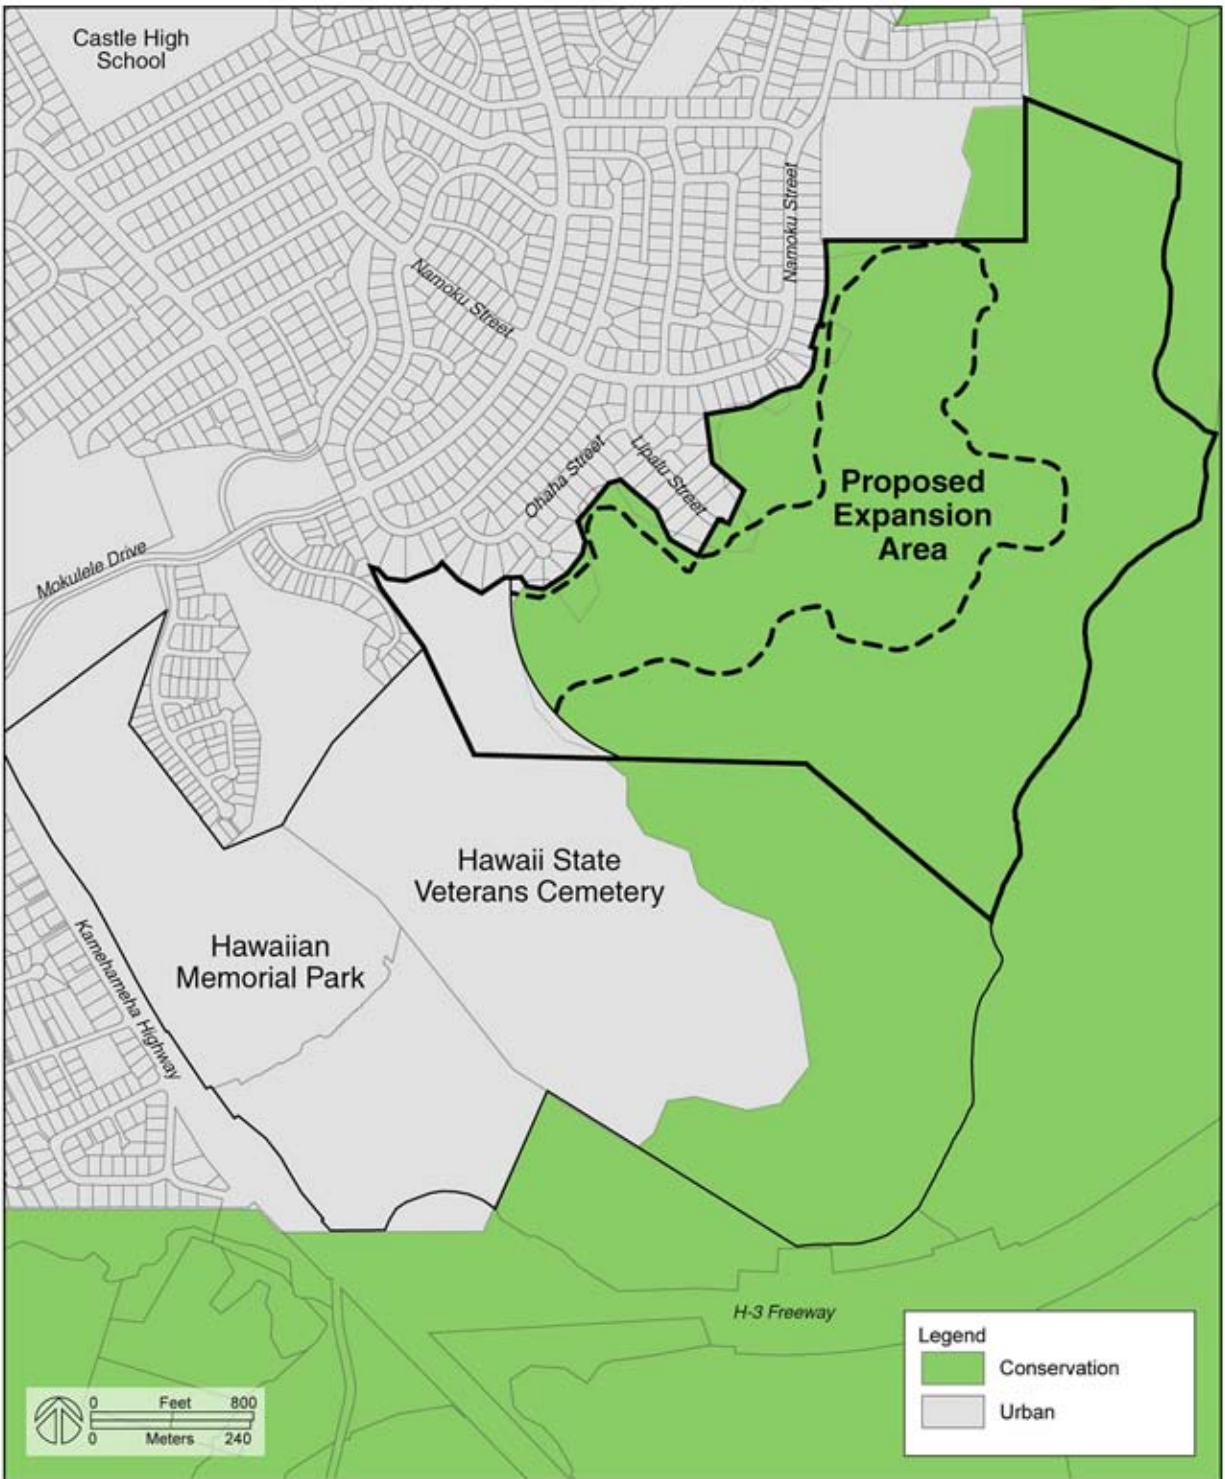 Castle High
School
Namoku Street
Namoku Street
Ohaha Street
Lipalu Street
Proposed
Expansion
Area
Mokulele Drive
Hawaii State
Veterans Cemetery
Hawaiian
Memorial Park
Kamehameha Highway
H-3 Freeway
Legend
Conservation
Urban
0 Feet 800
0 Meters 240